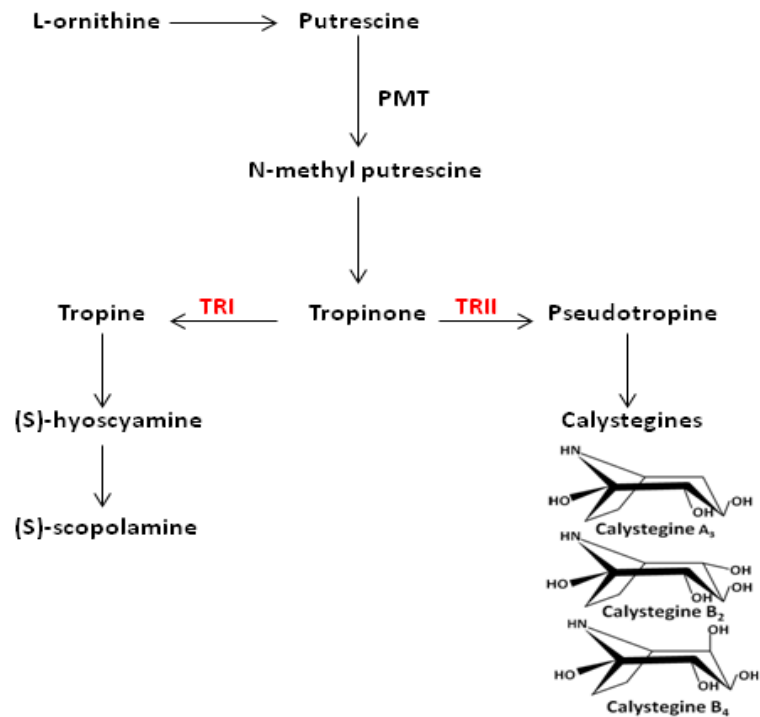 L-ornithine Putrescine
PMT
N-methyl putrescine
Tropine TRI Tropinone TRII Pseudotropine
(S)-hyoscyamine Calystegines
(S)-scopolamine
HN
HO OH OH
Calystegine A₃
HN
HO OH OH OH
Calystegine B₂
HN
OH
HO OH OH
Calystegine B₄